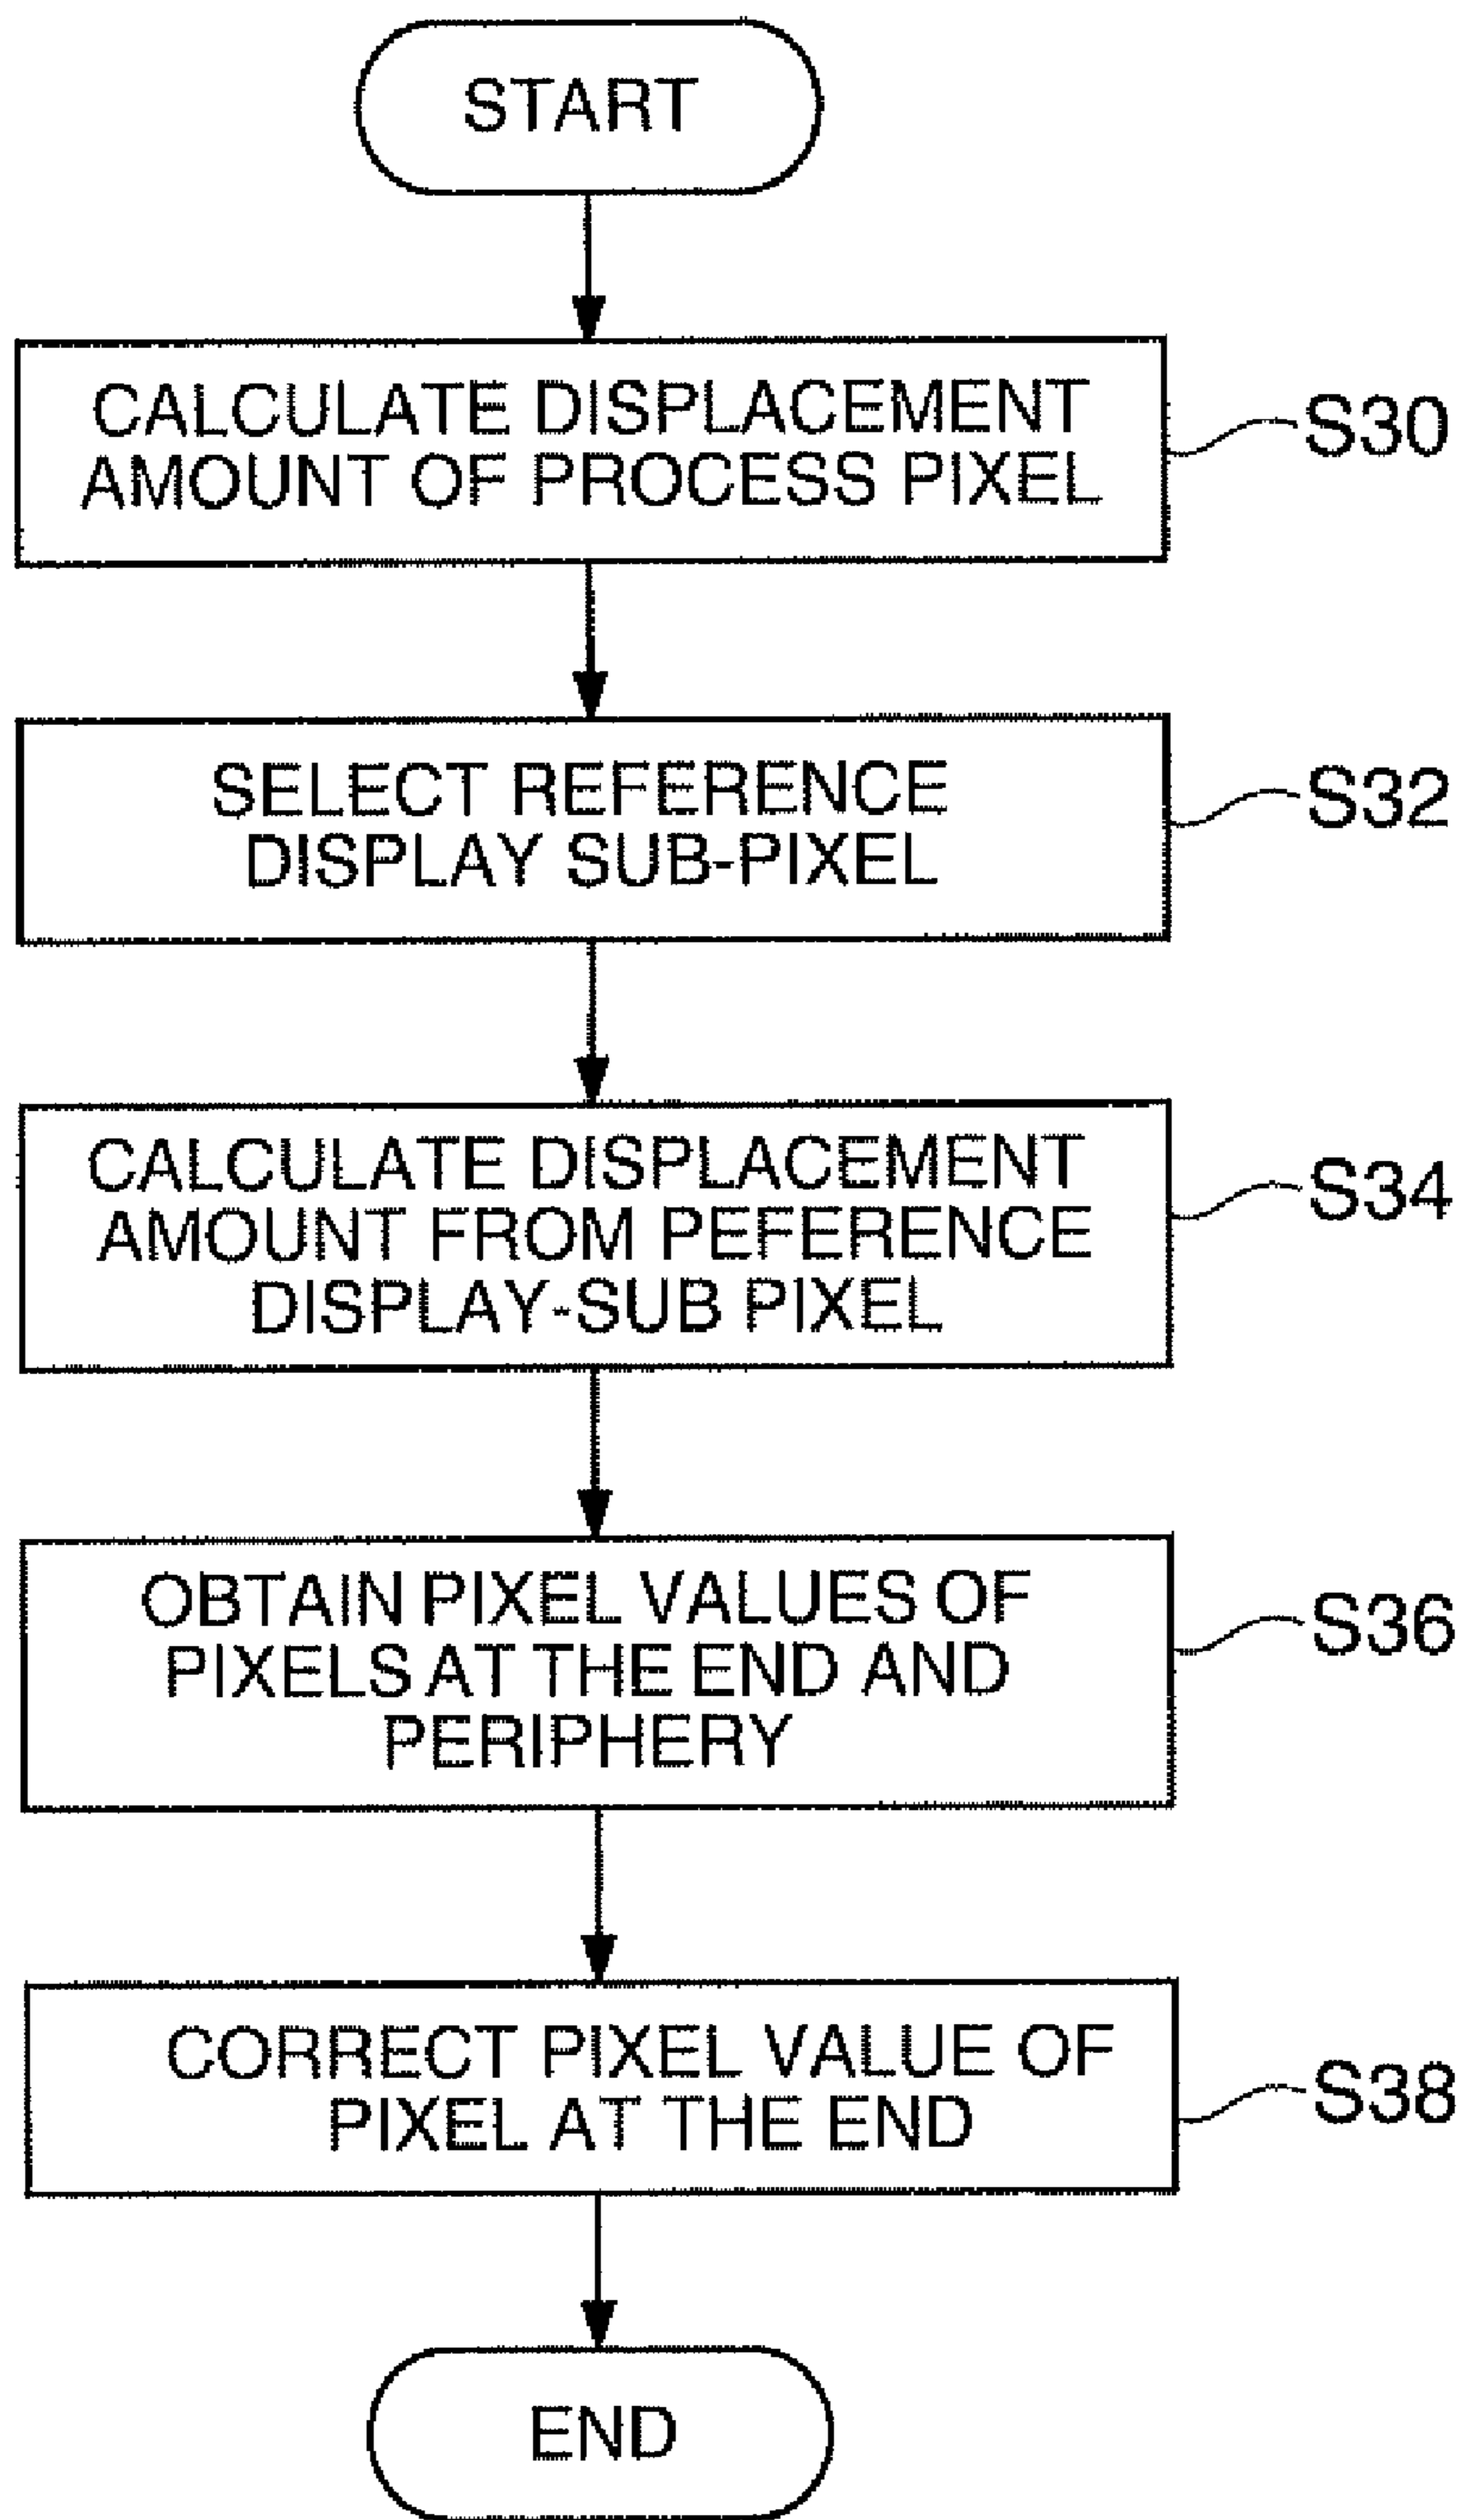 START
CALCULATE DISPLACEMENT
AMOUNT OF PROCESS PIXEL
S30
SELECT REFERENCE
DISPLAY SUB-PIXEL
S32
CALCULATE DISPLACEMENT
AMOUNT FROM PEFERENCE
DISPLAY-SUB PIXEL
S34
OBTAIN PIXEL VALUES OF
PIXELS AT THE END AND
PERIPHERY
S36
CORRECT PIXEL VALUE OF
PIXEL AT THE END
S38
END